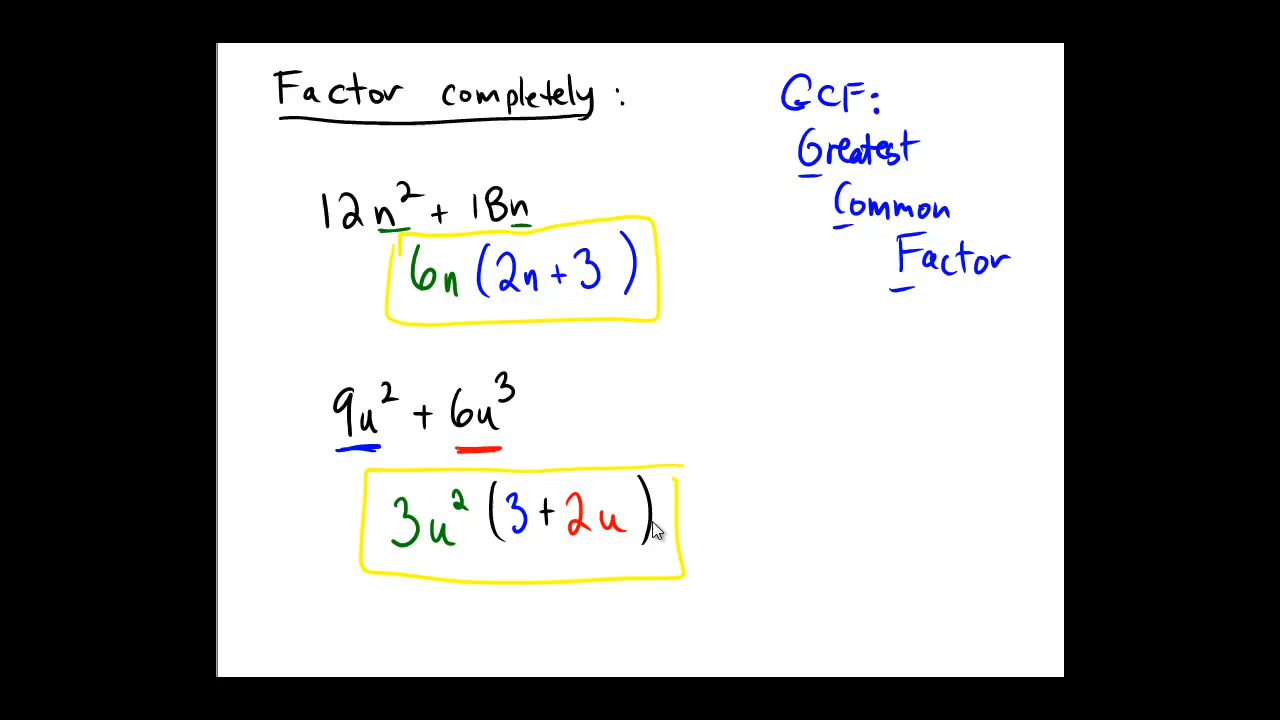 Factor completely:
12n² + 18n
6n(2n+3)
9u² + 6u³
3u²(3+2u)
GCF:
Greatest
Common
Factor